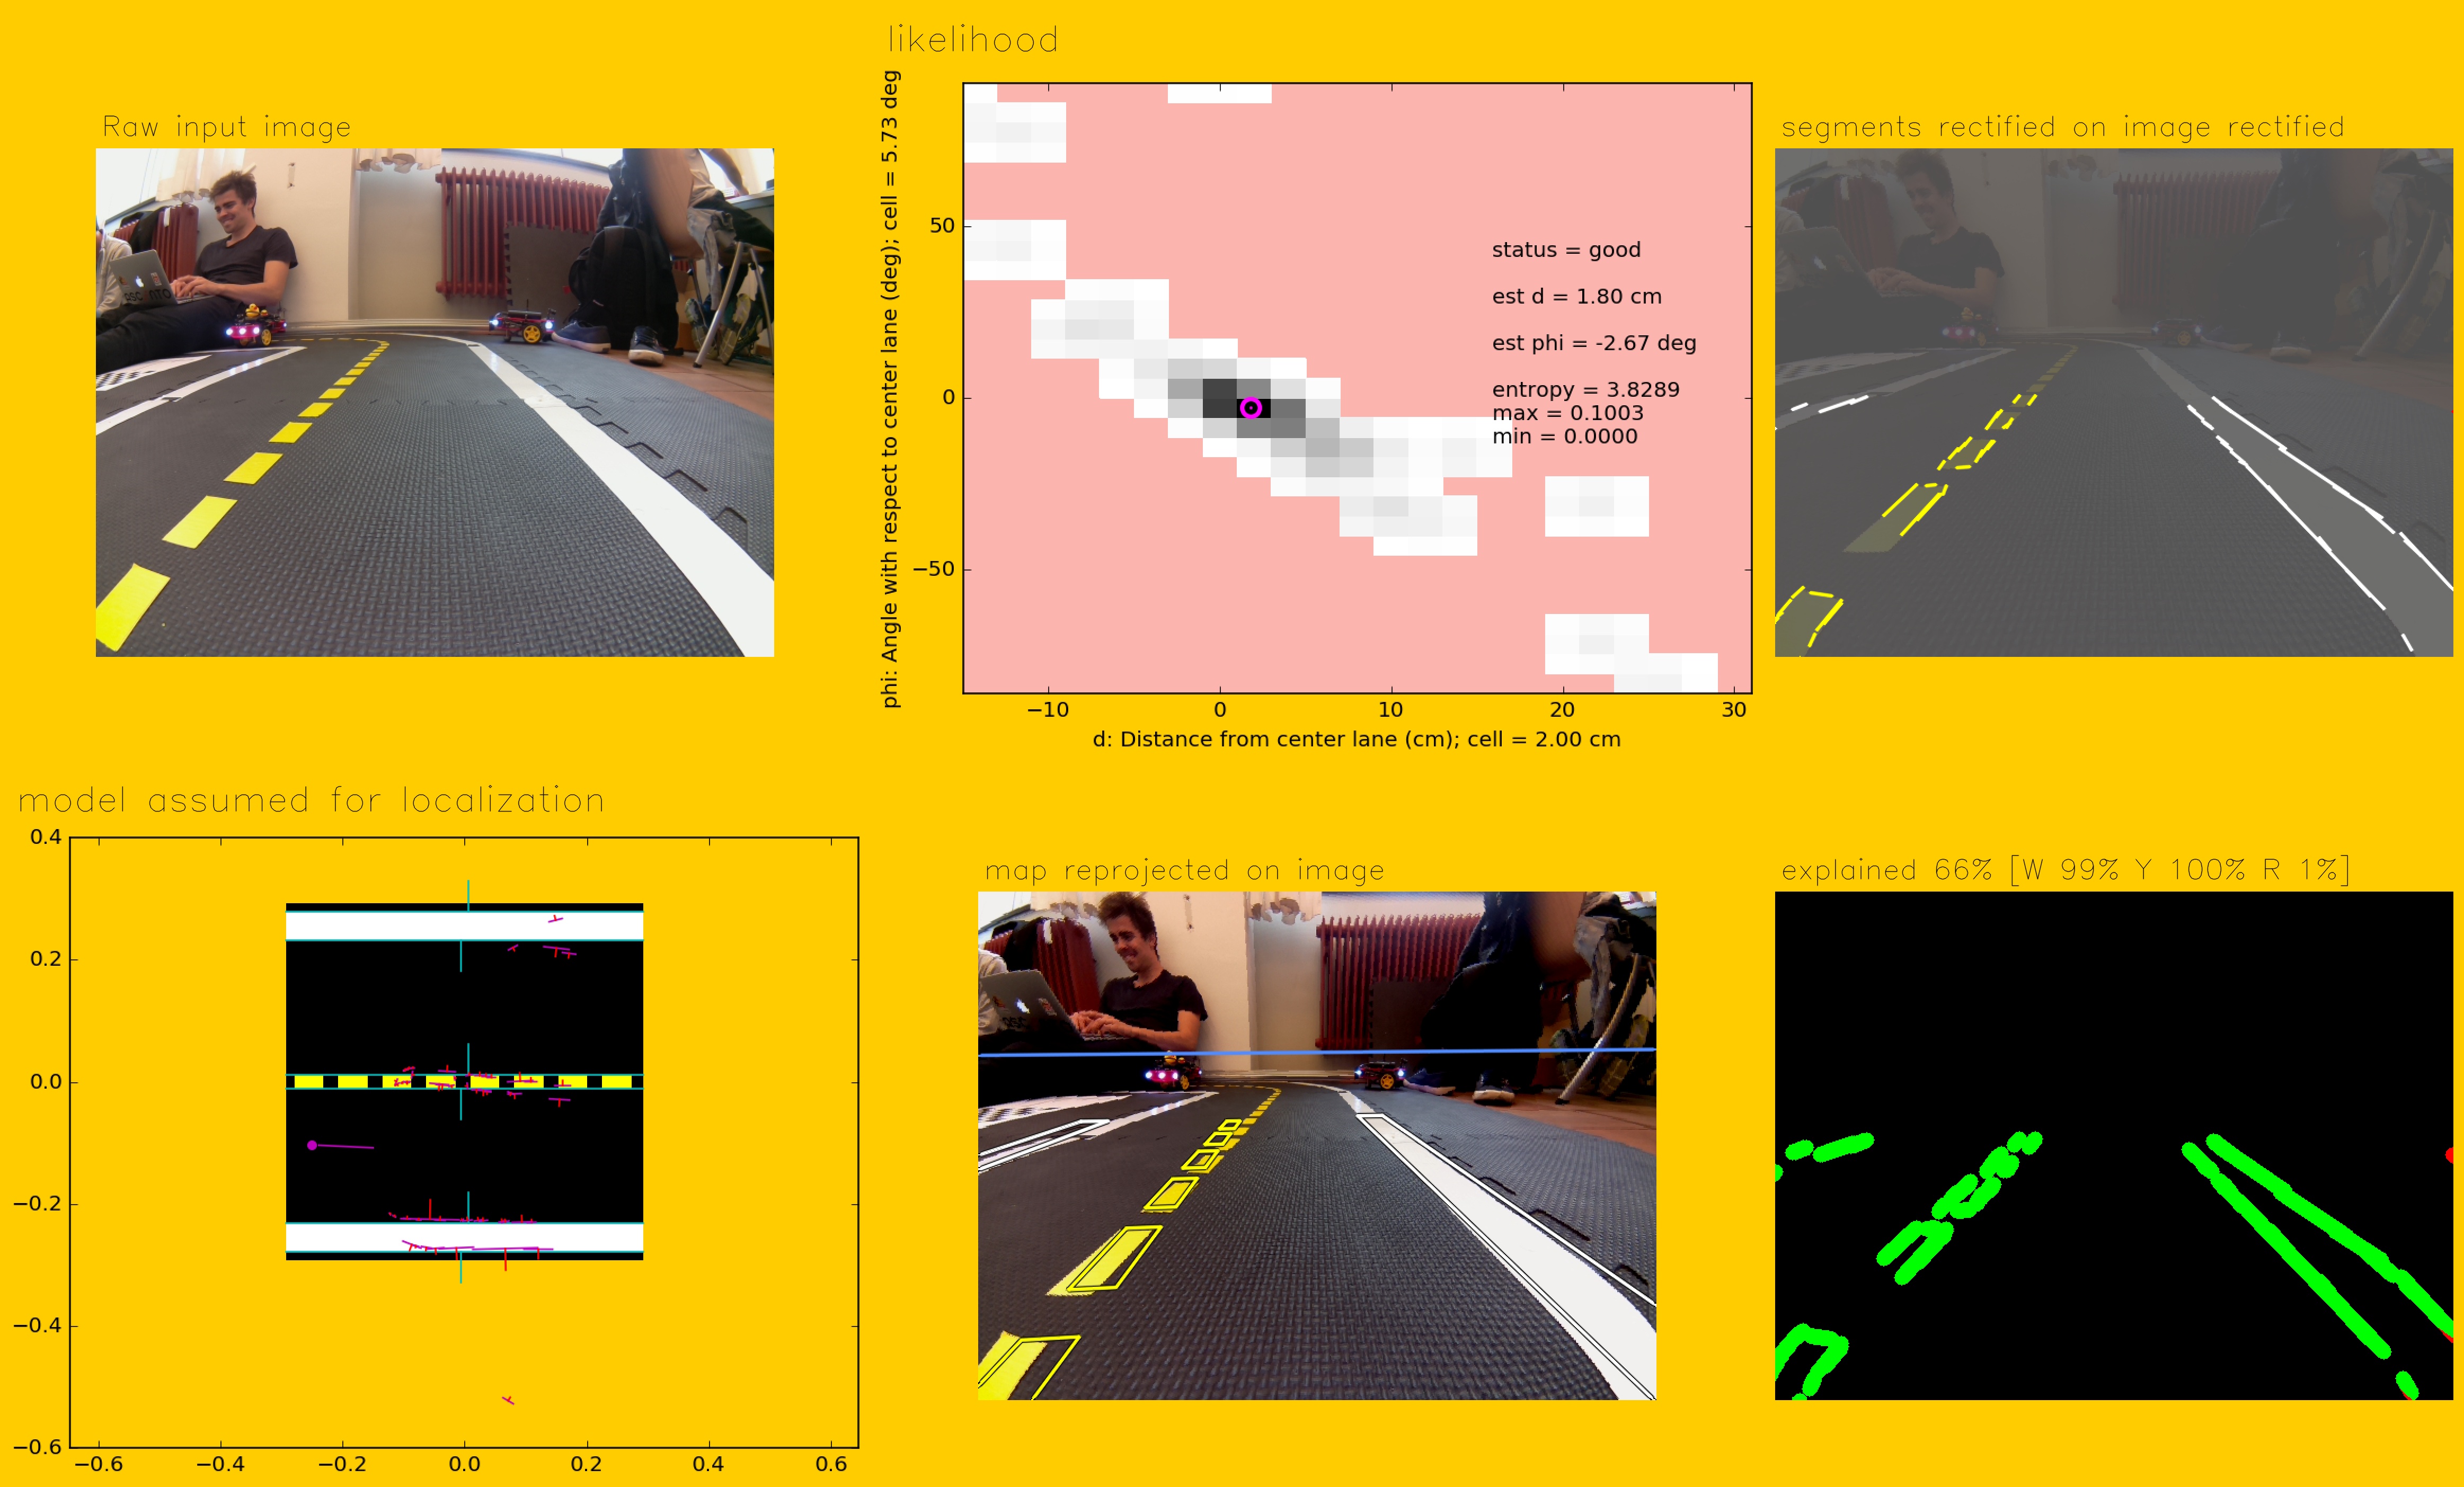 likelihood
Raw input image
segments rectified on image rectified
phi: Angle with respect to center lane (deg); cell = 5.73 deg
50
0
−50
status = good
est d = 1.80 cm
est phi = -2.67 deg
entropy = 3.8289
max = 0.1003
min = 0.0000
−10 0 10 20 30
d: Distance from center lane (cm); cell = 2.00 cm
model assumed for localization
0.4
0.2
0.0
−0.2
−0.4
−0.6
−0.6 −0.4 −0.2 0.0 0.2 0.4 0.6
map reprojected on image
explained 66% [W 99% Y 100% R 1%]